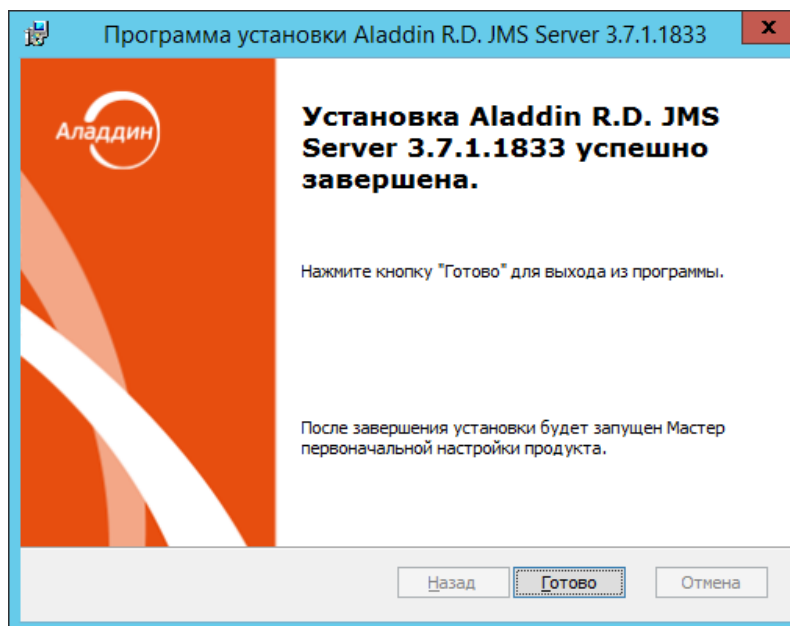 Программа установки Aladdin R.D. JMS Server 3.7.1.1833
x
Аладдин
Установка Aladdin R.D. JMS
Server 3.7.1.1833 успешно
завершена.
Нажмите кнопку "Готово" для выхода из программы.
После завершения установки будет запущен Мастер
первоначальной настройки продукта.
Назад
Готово
Отмена